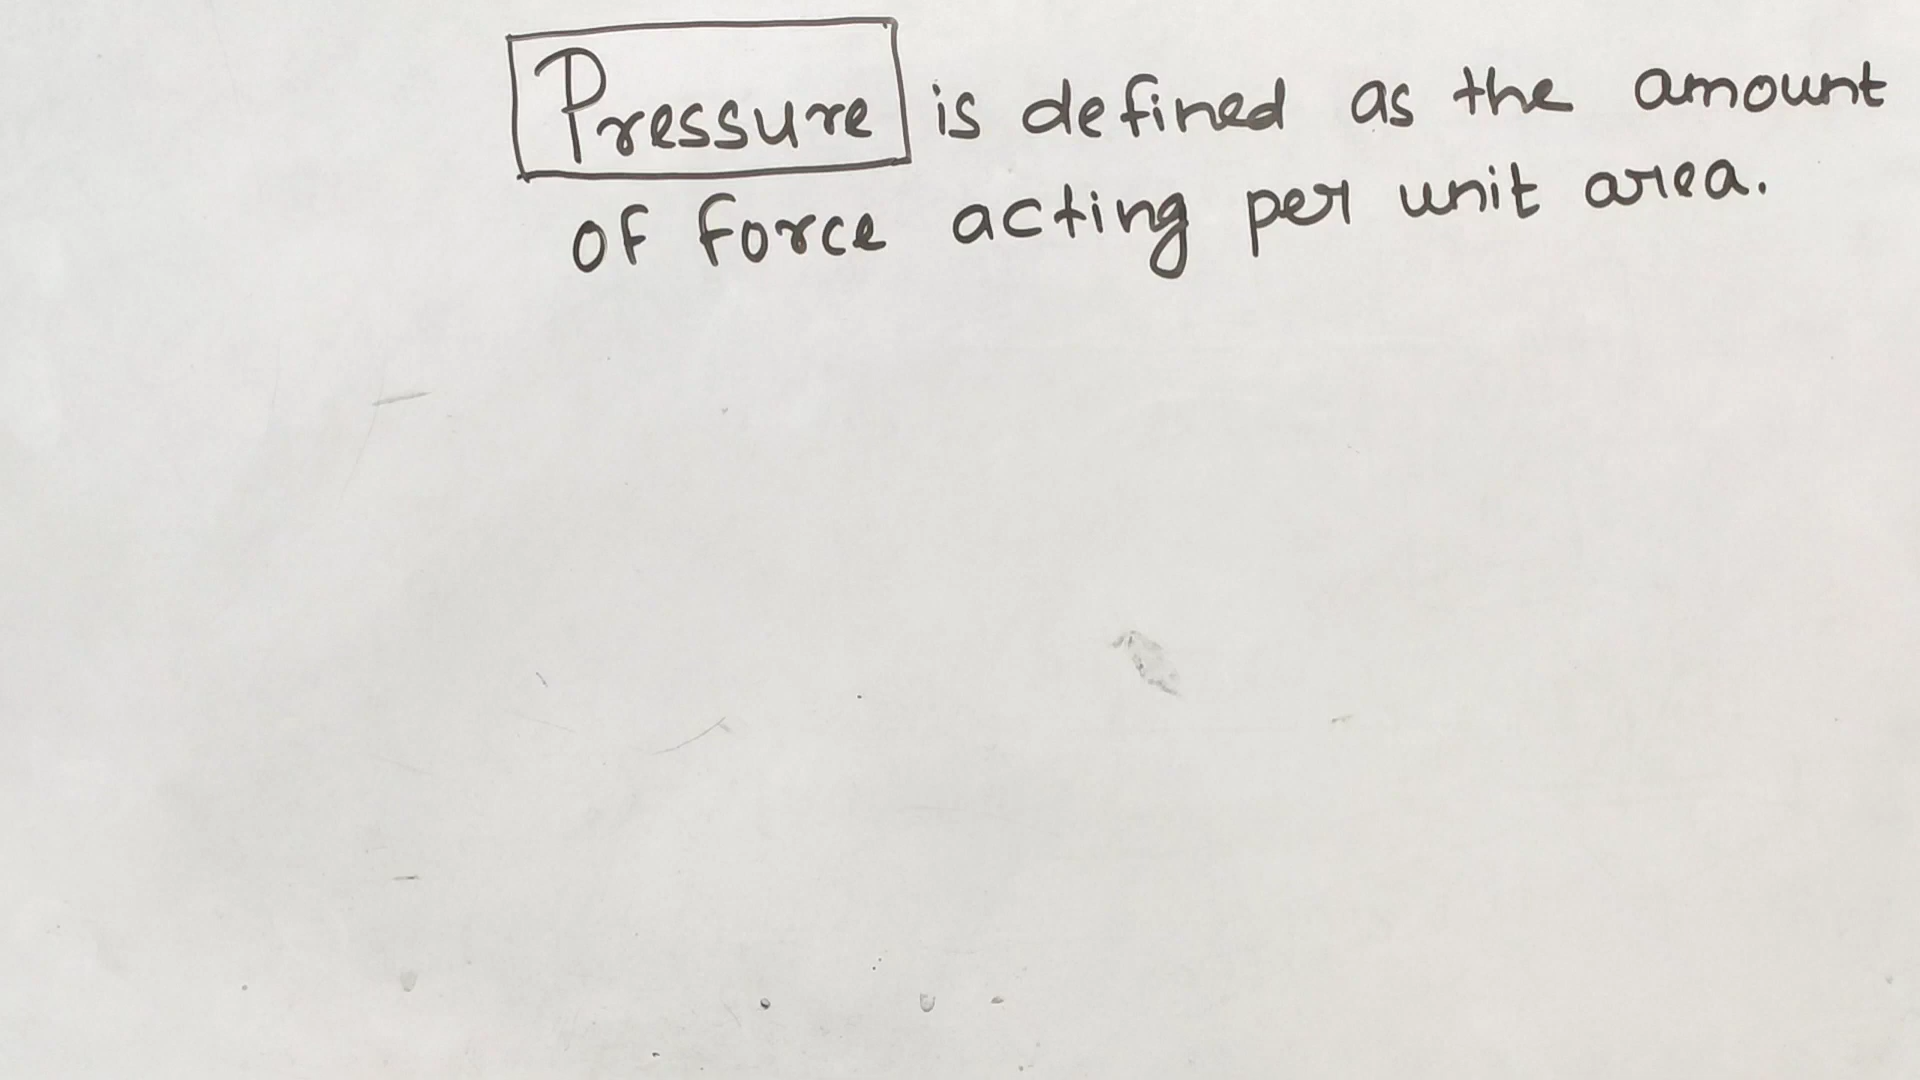 Pressure is defined as the amount
of force acting per unit area.